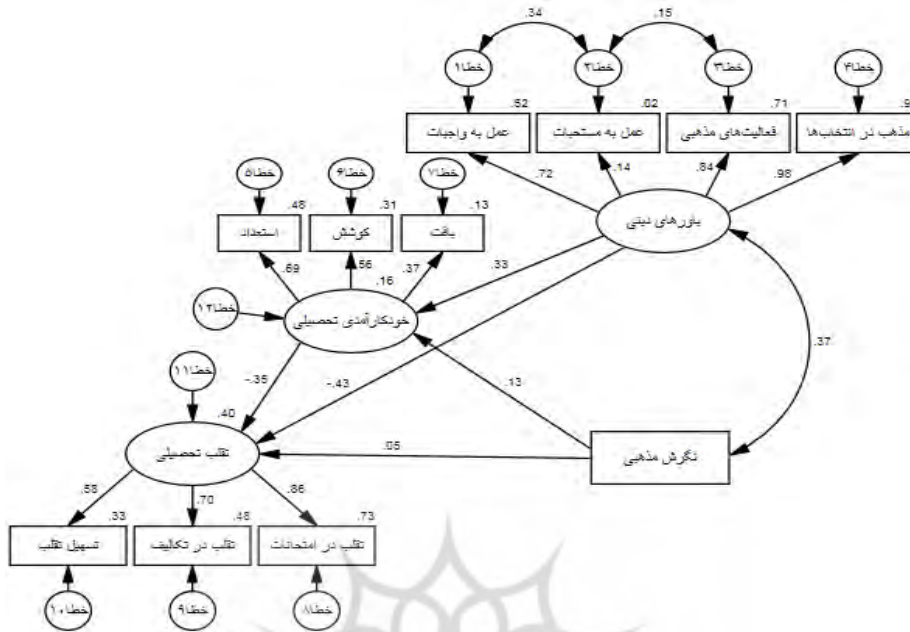 .34
.15
خطا۱
خطا۲
خطا۳
خطا۴
.52
.02
.71
.9
عمل به واجبات
عمل به مستحبات
فعالیت‌های مذهبی
مذهب در انتخاب‌ها
.72
.14
.84
.98
خطا۵
خطا۶
خطا۷
.48
.31
.13
استعداد
کوشش
بافت
باورهای دینی
.69
.56
.37
.16
.33
خطا۱۲
خودکارآمدی تحصیلی
.37
خطا۱۱
-.35
-.43
.13
.40
تقلب تحصیلی
.05
نگرش مذهبی
.58
.70
.86
.33
.48
.73
تسهیل تقلب
تقلب در تکالیف
تقلب در امتحانات
خطا۱۰
خطا۹
خطا۸